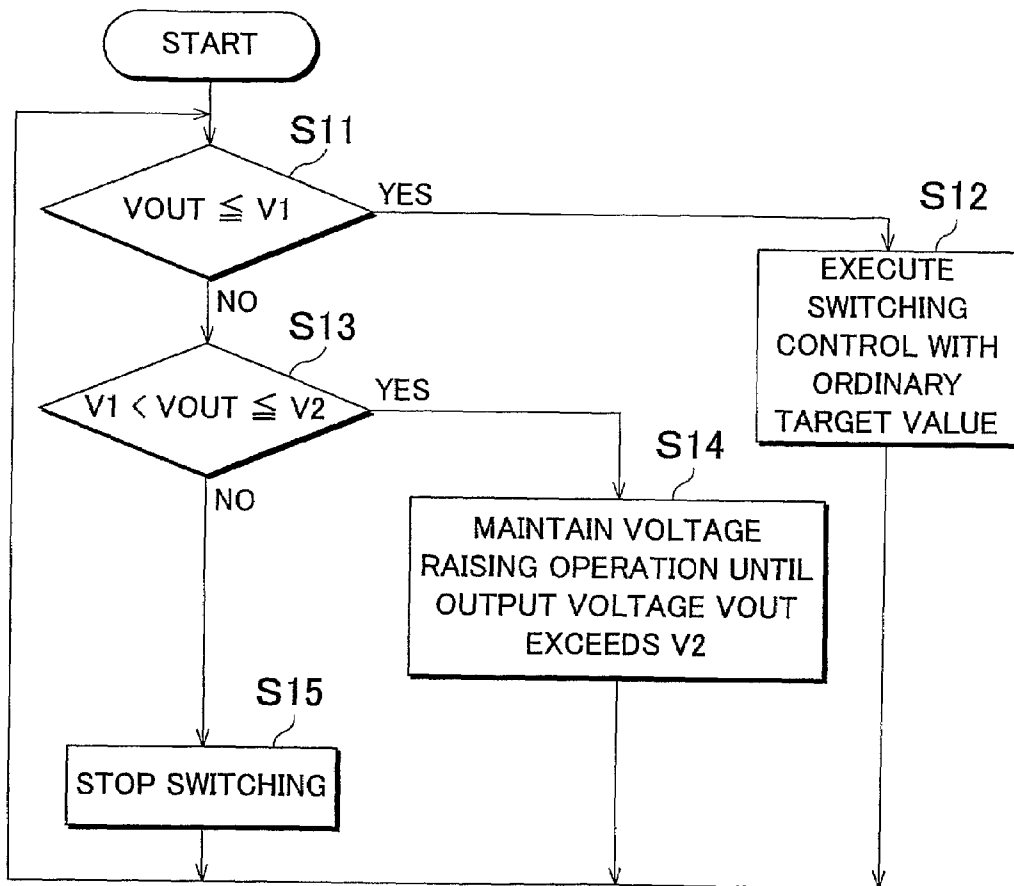 START
S11
VOUT ≦ V1
YES
NO
S12
EXECUTE
SWITCHING
CONTROL WITH
ORDINARY
TARGET VALUE
S13
V1 < VOUT ≦ V2
YES
NO
S14
MAINTAIN VOLTAGE
RAISING OPERATION UNTIL
OUTPUT VOLTAGE VOUT
EXCEEDS V2
S15
STOP SWITCHING